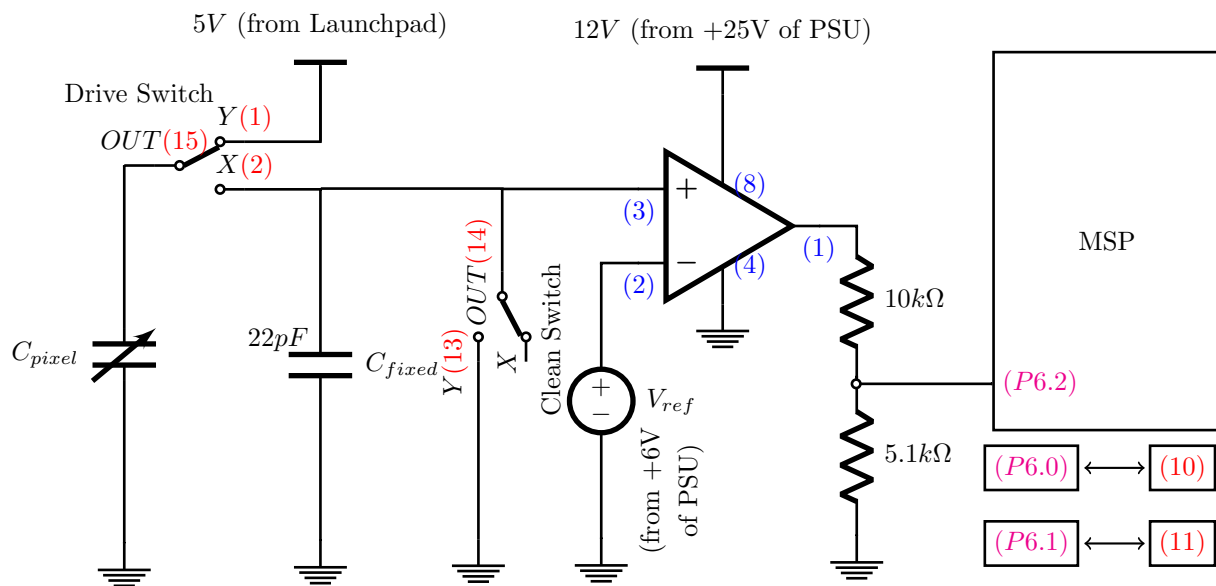 5V (from Launchpad)
12V (from +25V of PSU)
Drive Switch
Y(1)
OUT(15)
X(2)
+
(8)
(3)
MSP
(1)
(4)
−
(2)
OUT(14)
10kΩ
22pF
C_pixel
C_fixed
Y(13)
X
Clean Switch
(P6.2)
+
−
V_ref
5.1kΩ
(from +6V
of PSU)
(P6.0) (10)
(P6.1) (11)